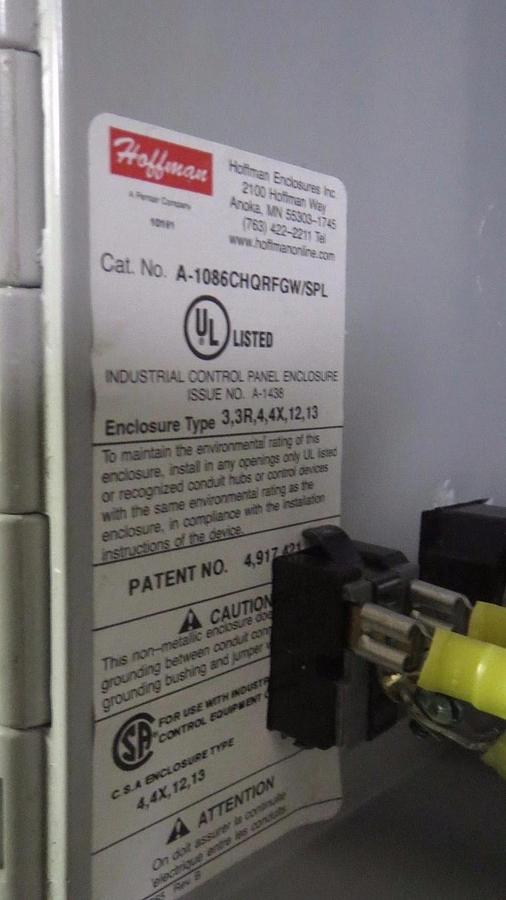 Hoffman
A Pentair Company
10191
Hoffman Enclosures Inc.
2100 Hoffman Way
Anoka, MN 55303-1745
(763) 422-2211 Tel
www.hoffmanonline.com
Cat. No. A-1086CHQRFGW/SPL
UL LISTED
INDUSTRIAL CONTROL PANEL ENCLOSURE
ISSUE NO. A-1438
Enclosure Type 3,3R,4,4X,12,13
To maintain the environmental rating of this
enclosure, install in any openings only UL listed
or recognized conduit hubs or control devices
with the same environmental rating as the
enclosure, in compliance with the installation
instructions of the device.
PATENT NO. 4,917,421
CAUTION
This non-metallic enclosure does
grounding between conduit
grounding bushing and jumper
SA
FOR USE WITH
CONTROL EQUIPMENT
C.S.A ENCLOSURE TYPE
4,4X,12,13
ATTENTION
On doit assurer la continuite
electrique entre les conduits
Rev B